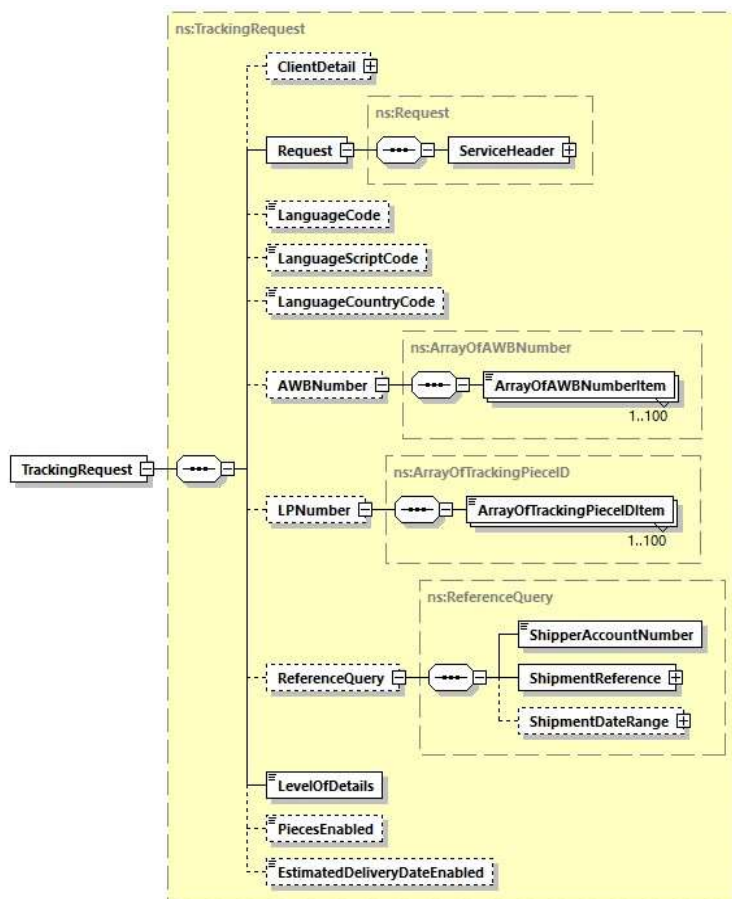 ns:TrackingRequest
ClientDetail
ns:Request
Request
ServiceHeader
LanguageCode
LanguageScriptCode
LanguageCountryCode
ns:ArrayOfAWBNumber
AWBNumber
ArrayOfAWBNumberItem
1..100
TrackingRequest
ns:ArrayOfTrackingPieceID
LPNumber
ArrayOfTrackingPieceIDItem
1..100
ns:ReferenceQuery
ShipperAccountNumber
ReferenceQuery
ShipmentReference
ShipmentDateRange
LevelOfDetails
PiecesEnabled
EstimatedDeliveryDateEnabled